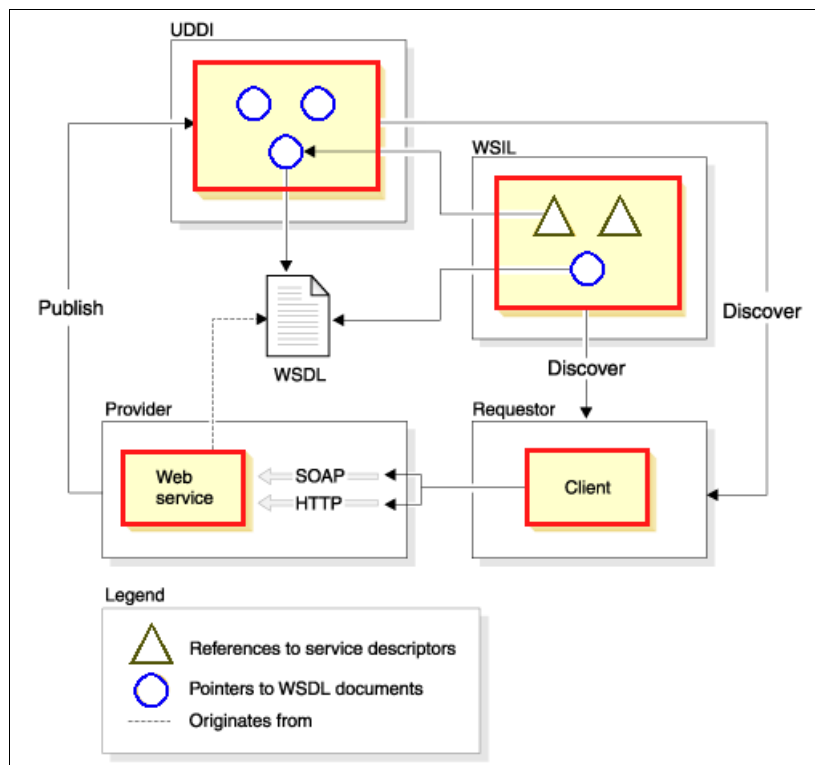 UDDI
WSIL
Publish
Discover
WSDL
Discover
Provider
Requestor
Web
service
SOAP
HTTP
Client
Legend
References to service descriptors
Pointers to WSDL documents
Originates from